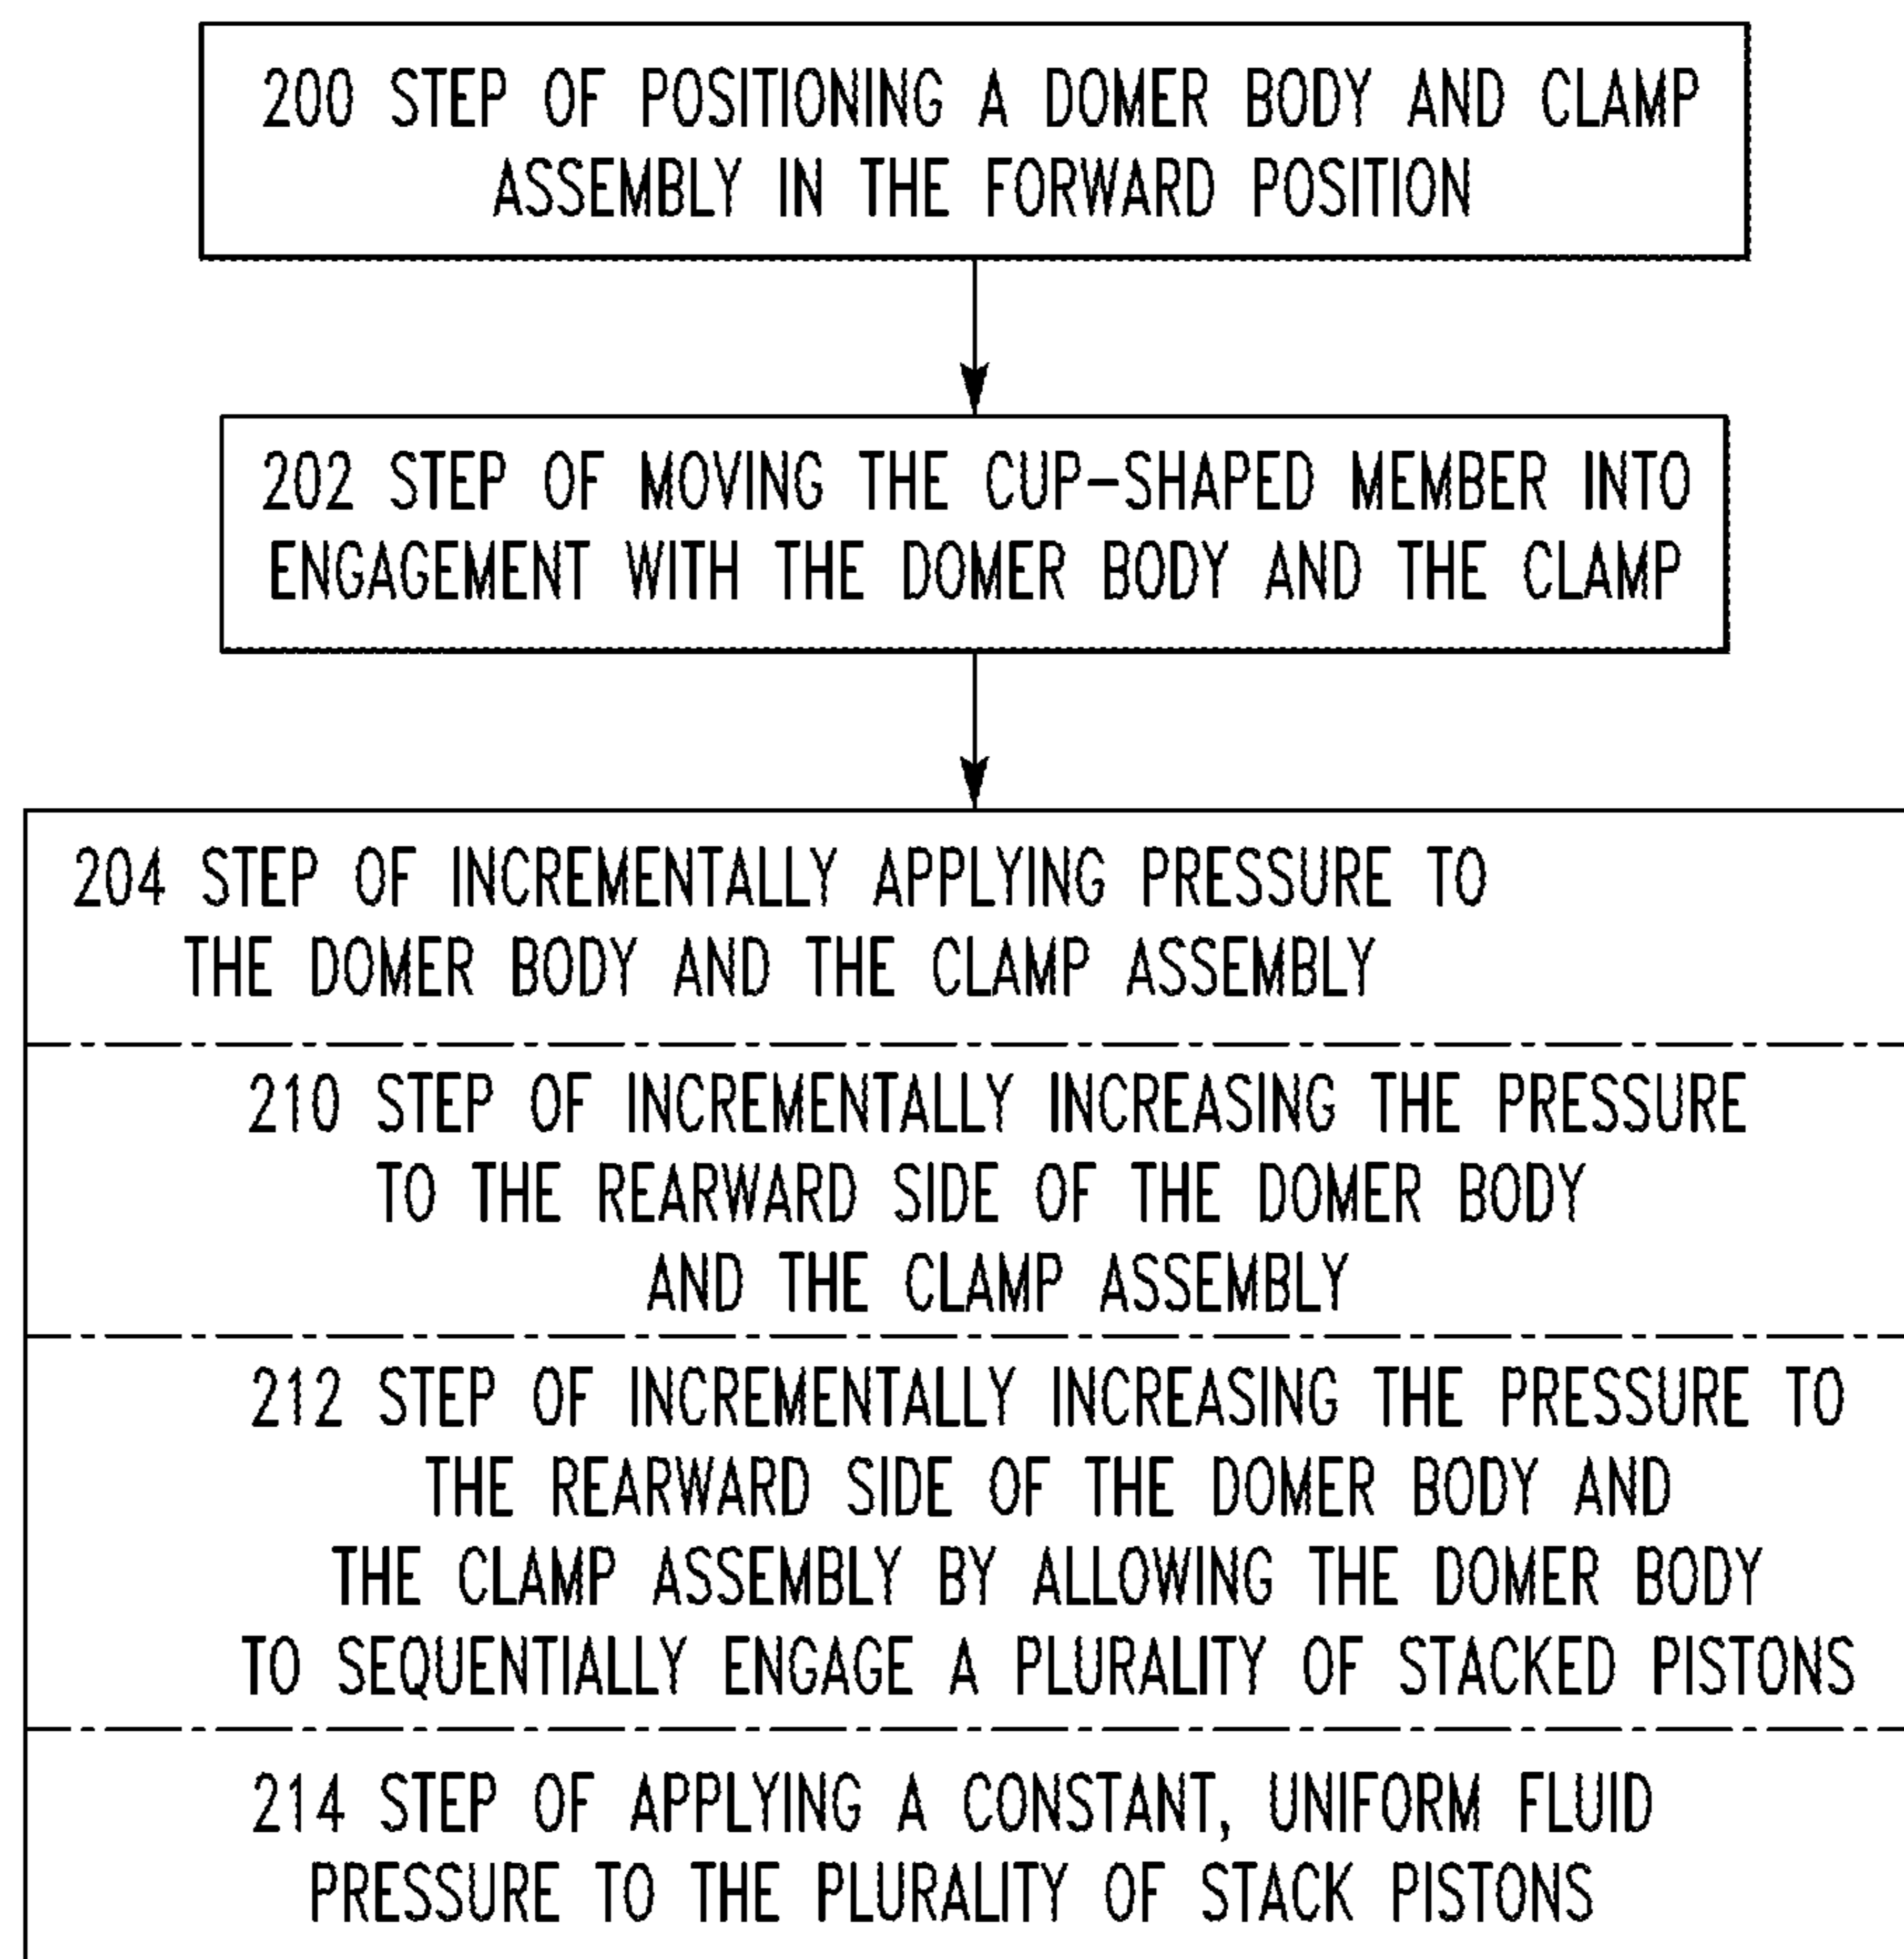 200 STEP OF POSITIONING A DOMER BODY AND CLAMP
ASSEMBLY IN THE FORWARD POSITION
202 STEP OF MOVING THE CUP-SHAPED MEMBER INTO
ENGAGEMENT WITH THE DOMER BODY AND THE CLAMP
204 STEP OF INCREMENTALLY APPLYING PRESSURE TO
THE DOMER BODY AND THE CLAMP ASSEMBLY
210 STEP OF INCREMENTALLY INCREASING THE PRESSURE
TO THE REARWARD SIDE OF THE DOMER BODY
AND THE CLAMP ASSEMBLY
212 STEP OF INCREMENTALLY INCREASING THE PRESSURE TO
THE REARWARD SIDE OF THE DOMER BODY AND
THE CLAMP ASSEMBLY BY ALLOWING THE DOMER BODY
TO SEQUENTIALLY ENGAGE A PLURALITY OF STACKED PISTONS
214 STEP OF APPLYING A CONSTANT, UNIFORM FLUID
PRESSURE TO THE PLURALITY OF STACK PISTONS